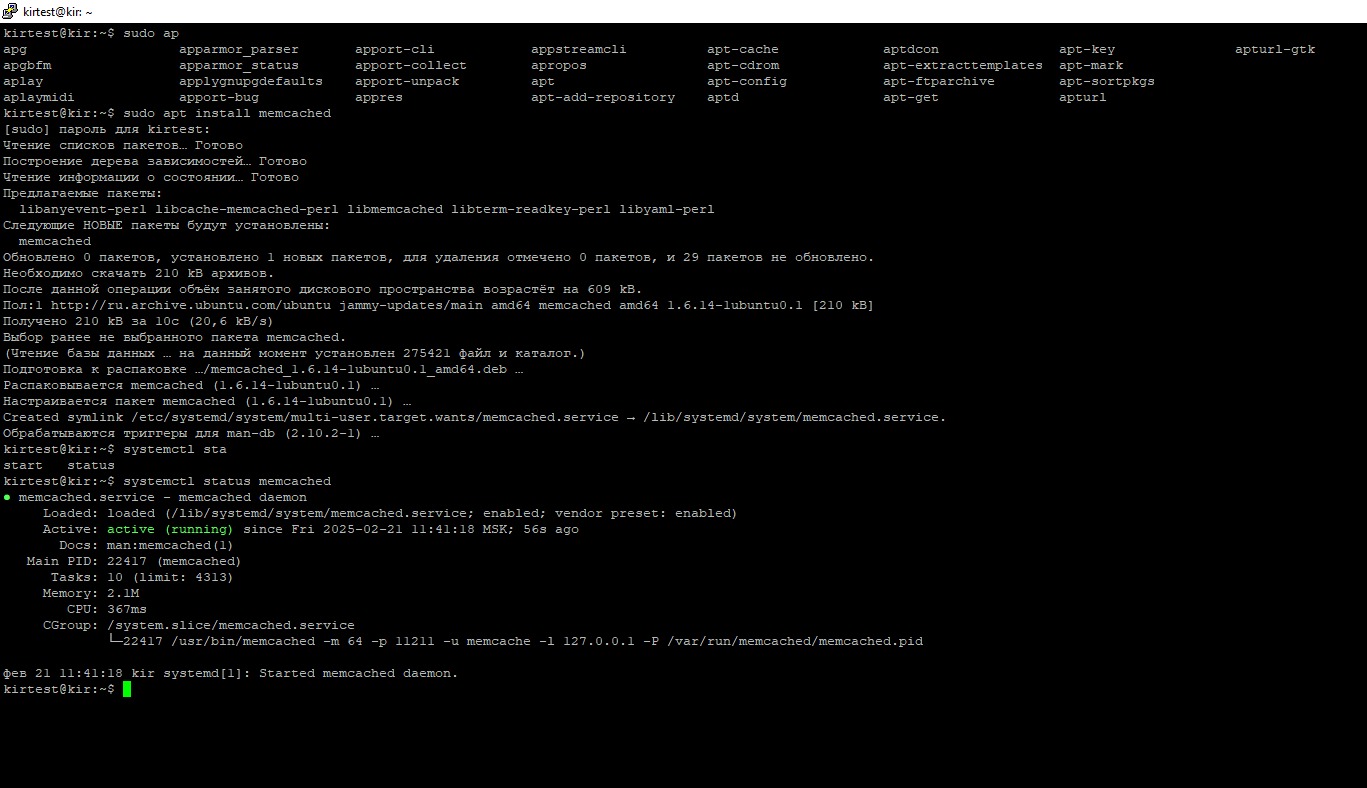 kirtest@kir: ~
kirtest@kir:~$ sudo ap
apg apparmor_parser apport-cli appstreamcli apt-cache aptdcon apt-key apturl-gtk
apgbfm apparmor_status apport-collect apropos apt-cdrom apt-extracttemplates apt-mark
aplay applygnupgdefaults apport-unpack apt apt-config apt-ftparchive apt-sortpkgs
aplaymidi apport-bug appres apt-add-repository aptd apt-get apturl
kirtest@kir:~$ sudo apt install memcached
[sudo] пароль для kirtest:
Чтение списков пакетов… Готово
Построение дерева зависимостей… Готово
Чтение информации о состоянии… Готово
Предлагаемые пакеты:
libanyevent-perl libcache-memcached-perl libmemcached libterm-readkey-perl libyaml-perl
Следующие НОВЫЕ пакеты будут установлены:
memcached
Обновлено 0 пакетов, установлено 1 новых пакетов, для удаления отмечено 0 пакетов, и 29 пакетов не обновлено.
Необходимо скачать 210 kB архивов.
После данной операции объём занятого дискового пространства возрастёт на 609 kB.
Пол:1 http://ru.archive.ubuntu.com/ubuntu jammy-updates/main amd64 memcached amd64 1.6.14-1ubuntu0.1 [210 kB]
Получено 210 kB за 10с (20,6 kB/s)
Выбор ранее не выбранного пакета memcached.
(Чтение базы данных … на данный момент установлен 275421 файл и каталог.)
Подготовка к распаковке …/memcached_1.6.14-1ubuntu0.1_amd64.deb …
Распаковывается memcached (1.6.14-1ubuntu0.1) …
Настраивается пакет memcached (1.6.14-1ubuntu0.1) …
Created symlink /etc/systemd/system/multi-user.target.wants/memcached.service → /lib/systemd/system/memcached.service.
Обрабатываются триггеры для man-db (2.10.2-1) …
kirtest@kir:~$ systemctl sta
start status
kirtest@kir:~$ systemctl status memcached
● memcached.service - memcached daemon
Loaded: loaded (/lib/systemd/system/memcached.service; enabled; vendor preset: enabled)
Active: active (running) since Fri 2025-02-21 11:41:18 MSK; 56s ago
Docs: man:memcached(1)
Main PID: 22417 (memcached)
Tasks: 10 (limit: 4313)
Memory: 2.1M
CPU: 367ms
CGroup: /system.slice/memcached.service
└─22417 /usr/bin/memcached -m 64 -p 11211 -u memcache -l 127.0.0.1 -P /var/run/memcached/memcached.pid
фев 21 11:41:18 kir systemd[1]: Started memcached daemon.
kirtest@kir:~$